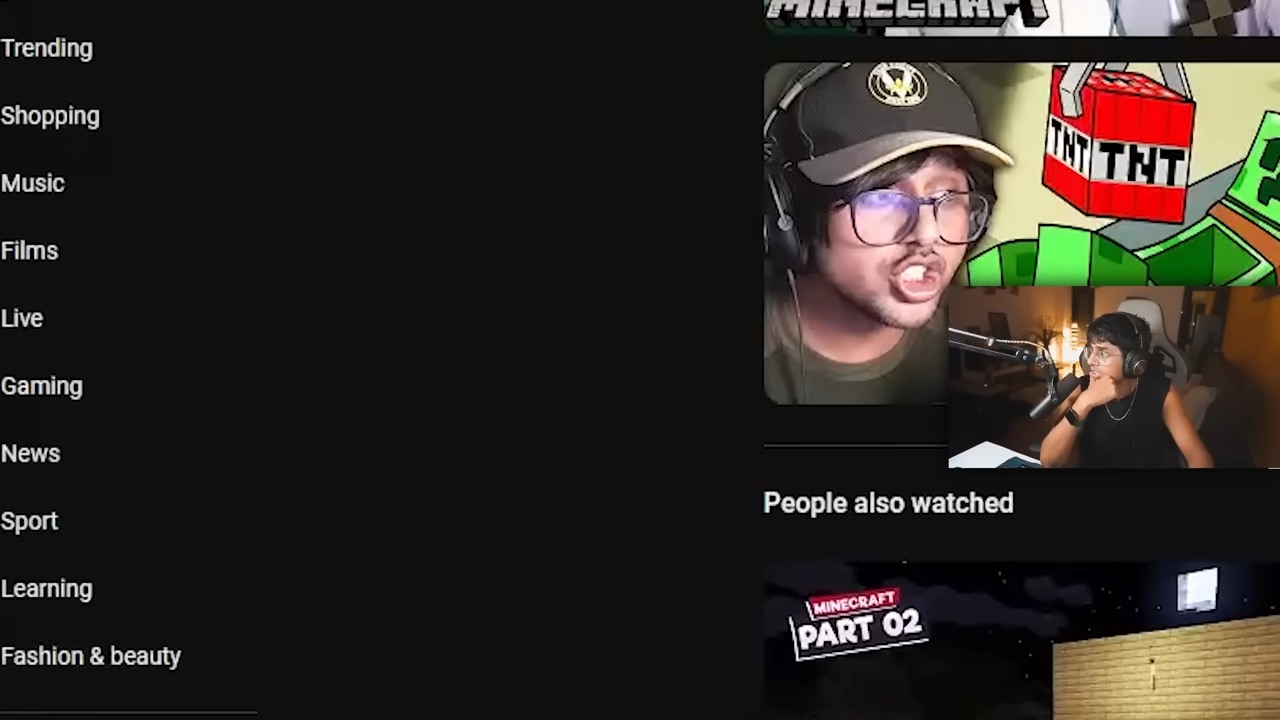 MINECRAFT
Trending
Shopping
Music
Films
Live
Gaming
News
Sport
Learning
Fashion & beauty
TNT TNT
People also watched
MINECRAFT
PART 02